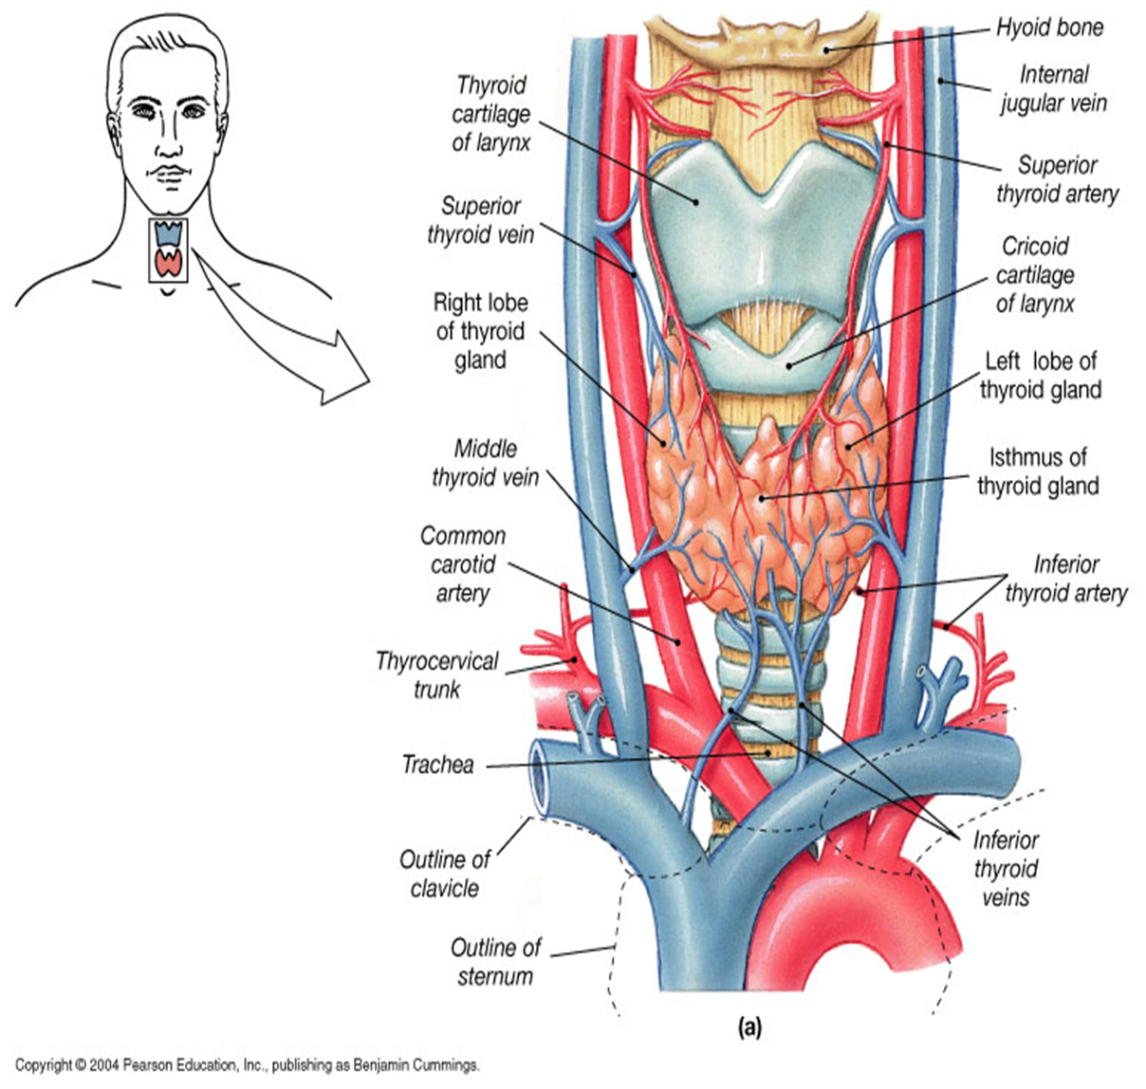 Hyoid bone
Thyroid
cartilage
of larynx
Internal
jugular vein
Superior
thyroid artery
Superior
thyroid vein
Cricoid
cartilage
of larynx
Right lobe
of thyroid
gland
Left lobe of
thyroid gland
Middle
thyroid vein
Isthmus of
thyroid gland
Common
carotid
artery
Inferior
thyroid artery
Thyrocervical
trunk
Trachea
Inferior
thyroid
veins
Outline of
clavicle
Outline of
sternum
(a)
Copyright © 2004 Pearson Education, Inc., publishing as Benjamin Cummings.